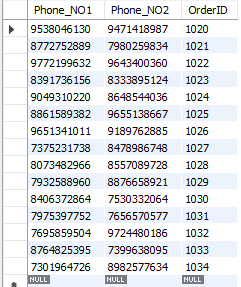 Phone_NO1 Phone_NO2 OrderID
9538046130 9471418987 1020
8772752889 7980259834 1021
9772199632 9643400360 1022
8391736156 8333895124 1023
9049310220 8648544036 1024
8861589382 9655138667 1025
9651341011 9189762885 1026
7375231738 8478986748 1027
8073482966 8557089728 1028
7932588960 8876658921 1029
8406372864 7530332064 1030
7975397752 7656570577 1031
7695859504 9724480186 1032
8764825395 7399638095 1033
7301964726 8982577634 1034
NULL NULL NULL